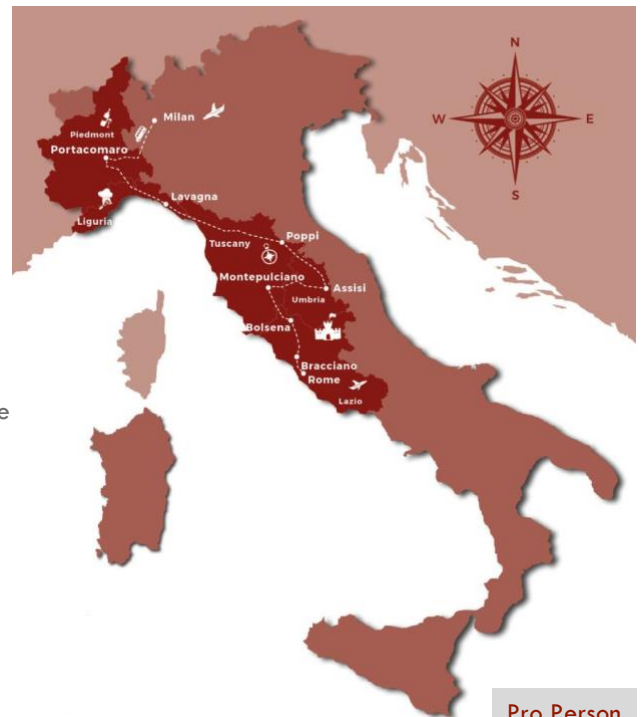 N
W
E
S
Milan
Piedmont
Portacomaro
Lavagna
Liguria
Poppi
Tuscany
Montepulciano
Assisi
Umbria
Bolsena
Bracciano
Rome
Lazio
e
Pro Person